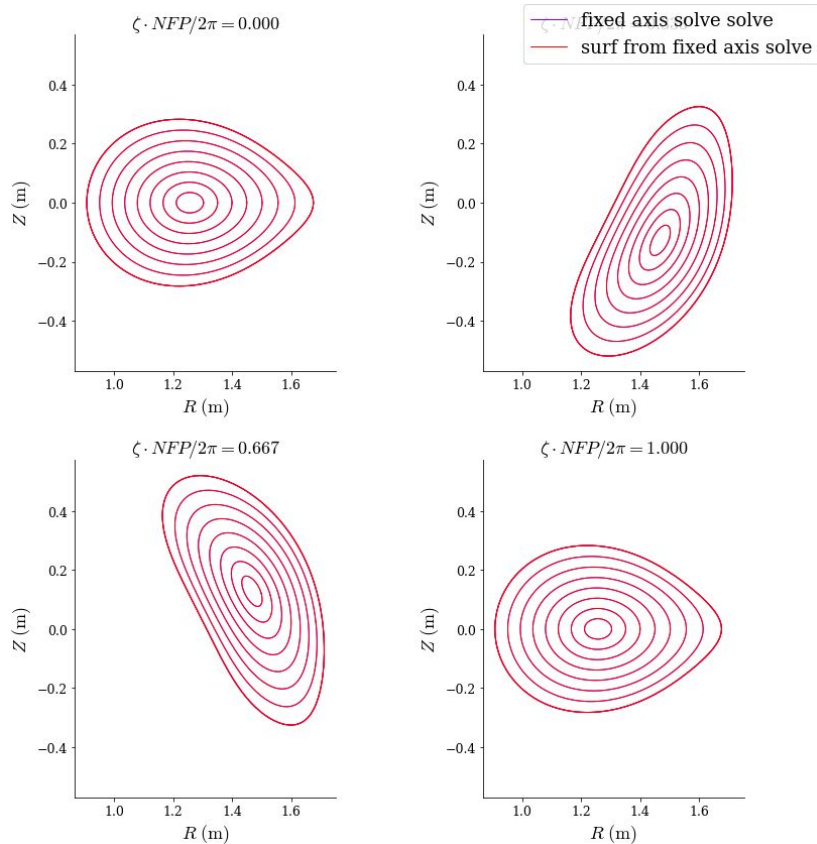 ζ · NFP/2π = 0.000
fixed axis solve solve
surf from fixed axis solve
0.4
0.2
0.0
−0.2
−0.4
Z (m)
1.0 1.2 1.4 1.6
R (m)
0.4
0.2
0.0
−0.2
−0.4
Z (m)
1.0 1.2 1.4 1.6
R (m)
ζ · NFP/2π = 0.667
0.4
0.2
0.0
−0.2
−0.4
Z (m)
1.0 1.2 1.4 1.6
R (m)
ζ · NFP/2π = 1.000
0.4
0.2
0.0
−0.2
−0.4
Z (m)
1.0 1.2 1.4 1.6
R (m)